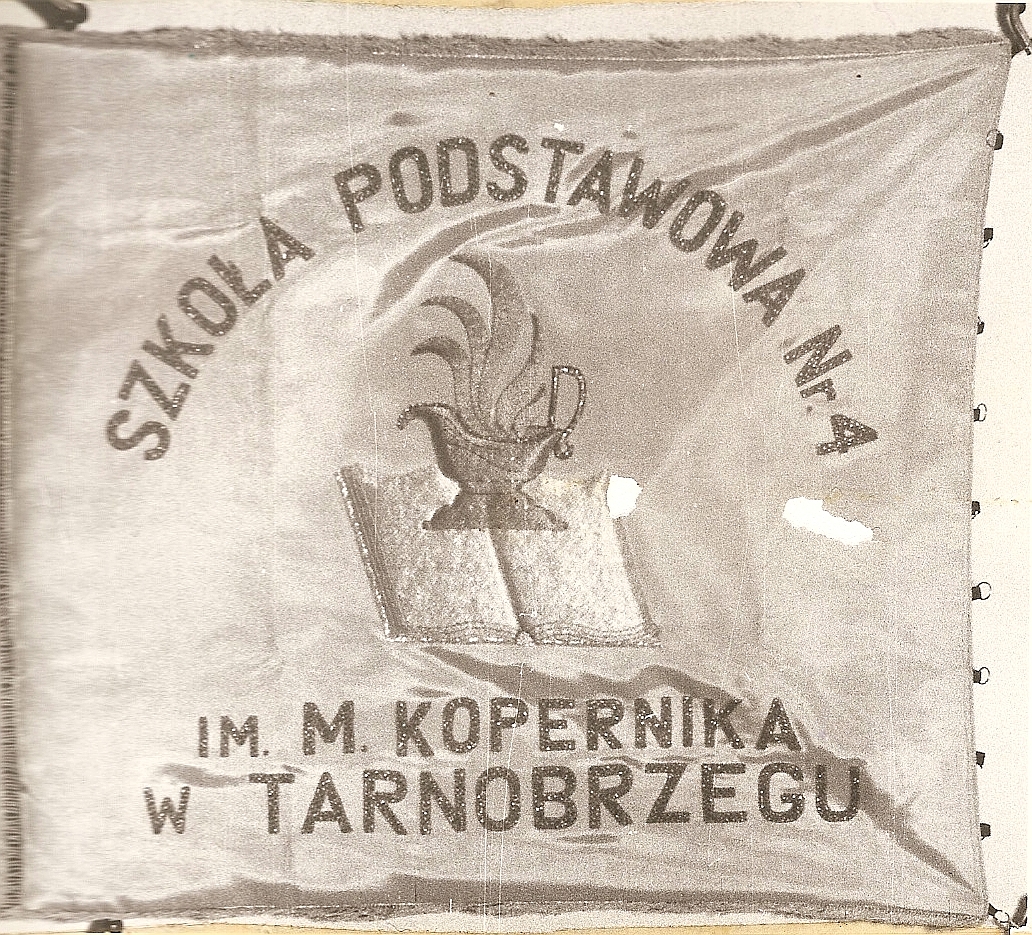 SZKOŁA PODSTAWOWA Nr. 4
IM. M. KOPERNIKA
W TARNOBRZEGU